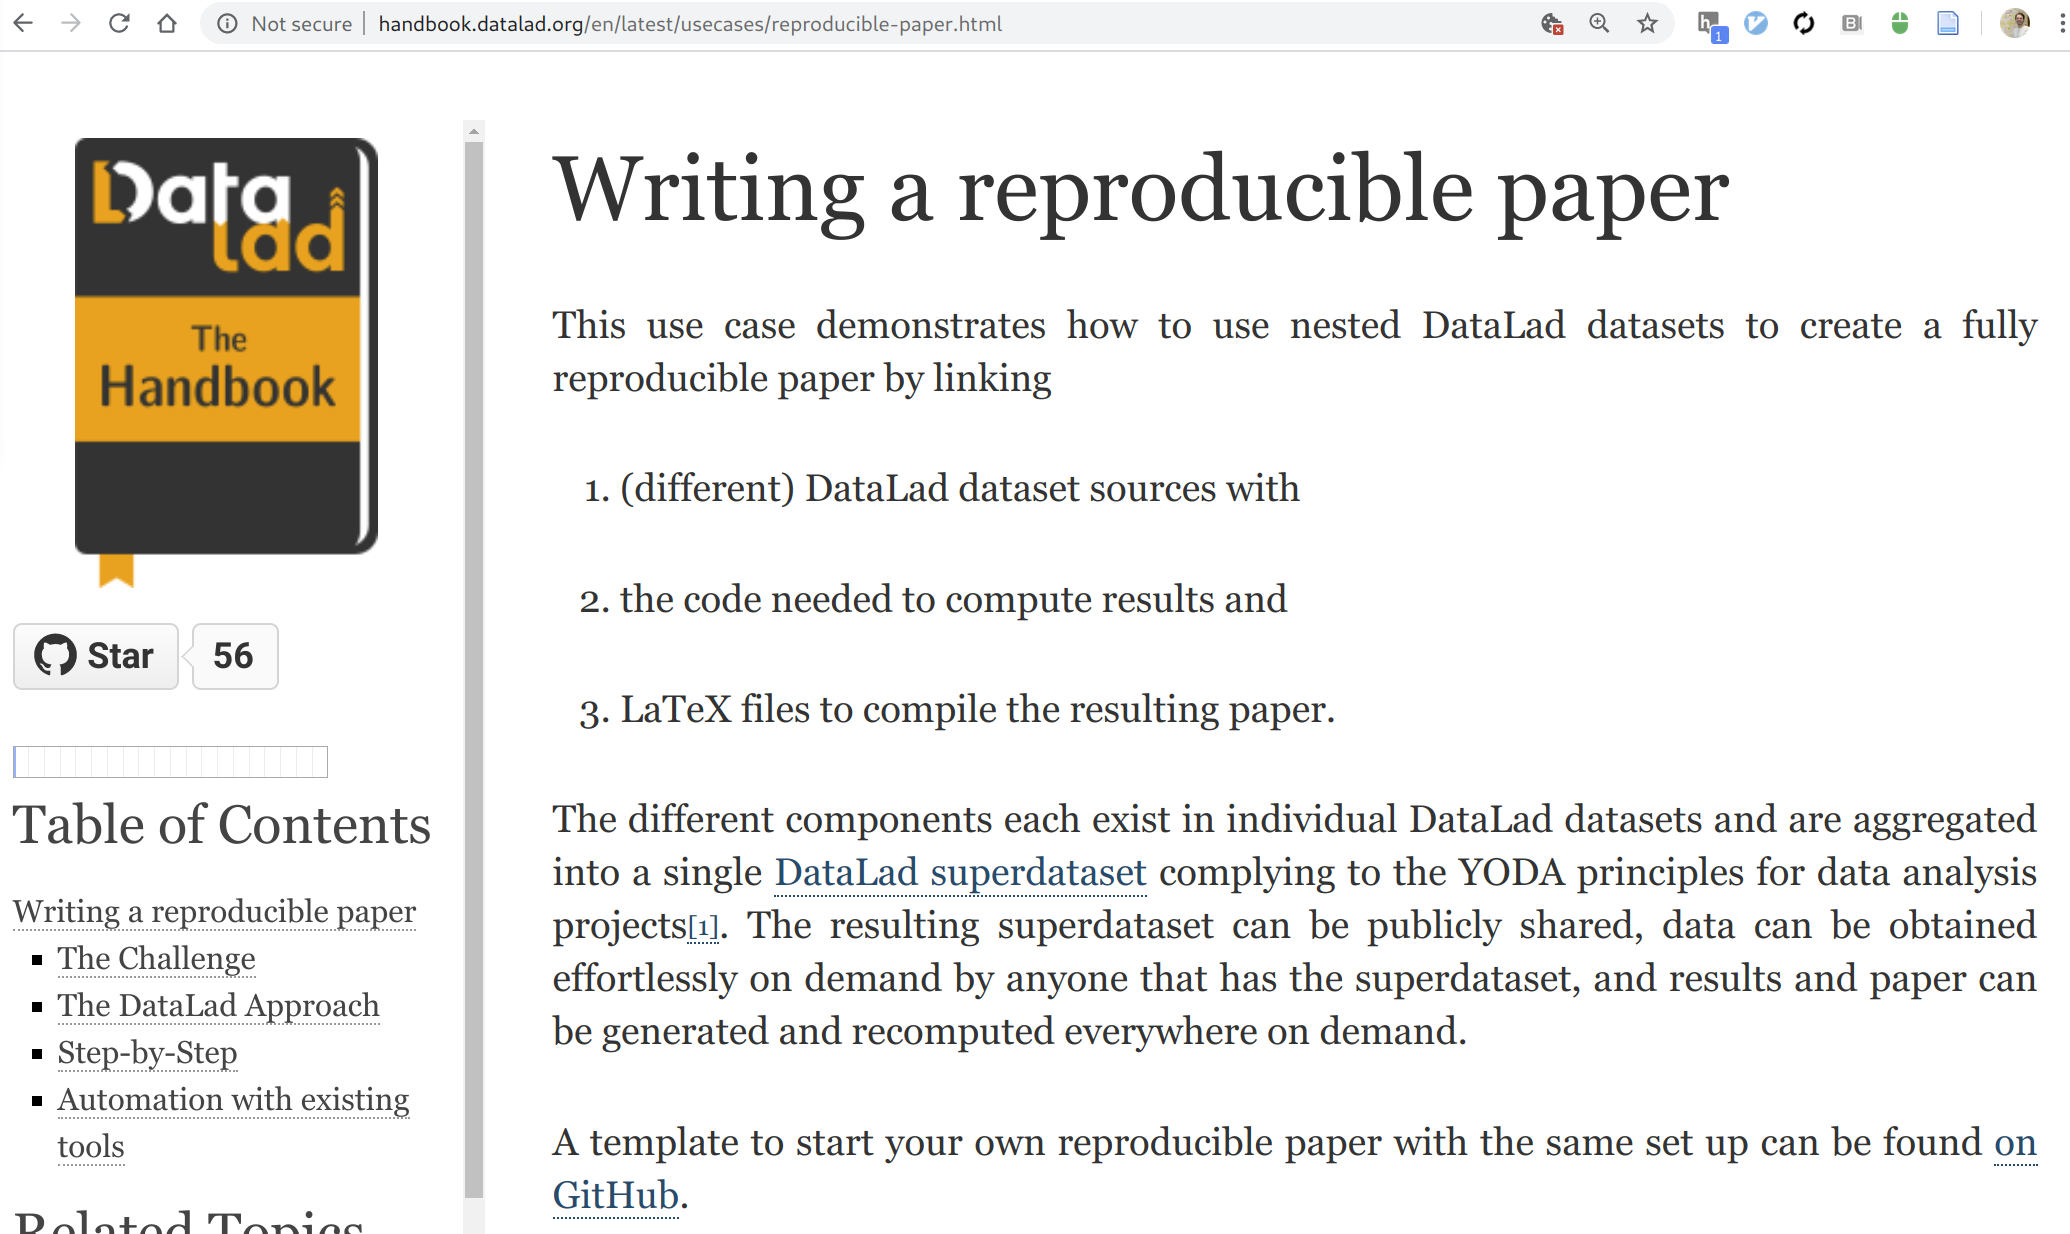 Not secure | handbook.datalad.org/en/latest/usecases/reproducible-paper.html
1
DataLad
The
Handbook
Star 56
Table of Contents
Writing a reproducible paper
The Challenge
The DataLad Approach
Step-by-Step
Automation with existing
tools
Related Topics
Writing a reproducible paper
This use case demonstrates how to use nested DataLad datasets to create a fully
reproducible paper by linking
1. (different) DataLad dataset sources with
2. the code needed to compute results and
3. LaTeX files to compile the resulting paper.
The different components each exist in individual DataLad datasets and are aggregated
into a single DataLad superdataset complying to the YODA principles for data analysis
projects[1]. The resulting superdataset can be publicly shared, data can be obtained
effortlessly on demand by anyone that has the superdataset, and results and paper can
be generated and recomputed everywhere on demand.
A template to start your own reproducible paper with the same set up can be found on
GitHub.